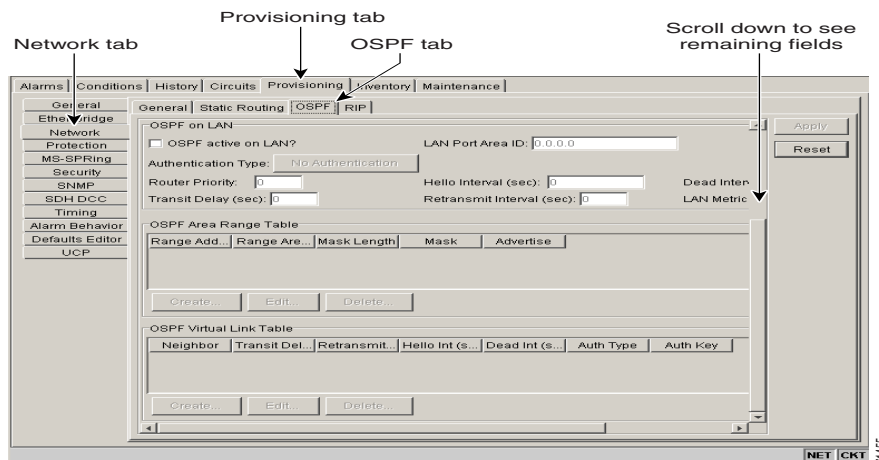 Provisioning tab
Network tab
OSPF tab
Scroll down to see
remaining fields
Alarms Conditions History Circuits Provisioning Inventory Maintenance
General
Etherbridge
Network
Protection
MS-SPRing
Security
SNMP
SDH DCC
Timing
Alarm Behavior
Defaults Editor
UCP
General Static Routing OSPF RIP
OSPF on LAN
OSPF active on LAN? LAN Port Area ID: 0.0.0.0
Authentication Type: No Authentication
Router Priority: 0 Hello Interval (sec): 0 Dead Inter
Transit Delay (sec): 0 Retransmit Interval (sec): 0 LAN Metric
OSPF Area Range Table
Range Add... Range Are... Mask Length Mask Advertise
Create... Edit... Delete...
OSPF Virtual Link Table
Neighbor Transit Del... Retransmit... Hello Int (s... Dead Int (s... Auth Type Auth Key
Create... Edit... Delete...
Apply
Reset
NET CKT